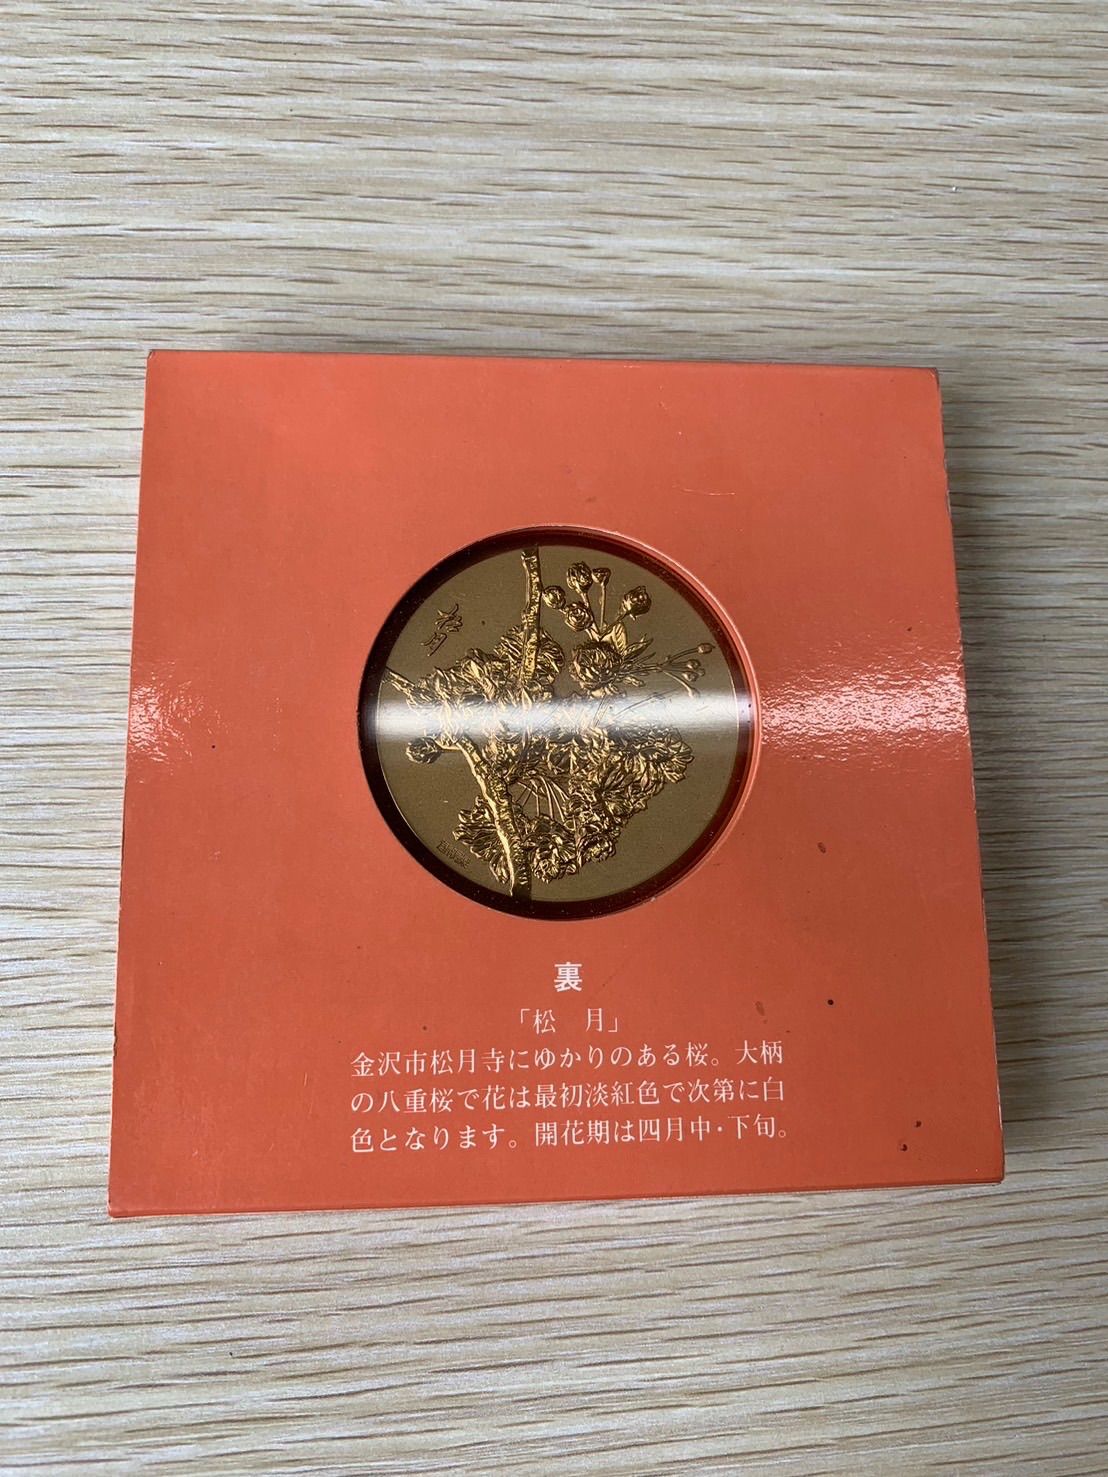 松月
裏
「松　月」
金沢市松月寺にゆかりのある桜。大柄
の八重桜で花は最初淡紅色で次第に白
色となります。開花期は四月中・下旬。